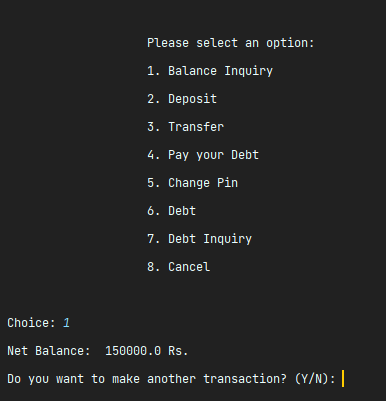 Please select an option:
1. Balance Inquiry
2. Deposit
3. Transfer
4. Pay your Debt
5. Change Pin
6. Debt
7. Debt Inquiry
8. Cancel
Choice: 1
Net Balance:  150000.0 Rs.
Do you want to make another transaction? (Y/N):